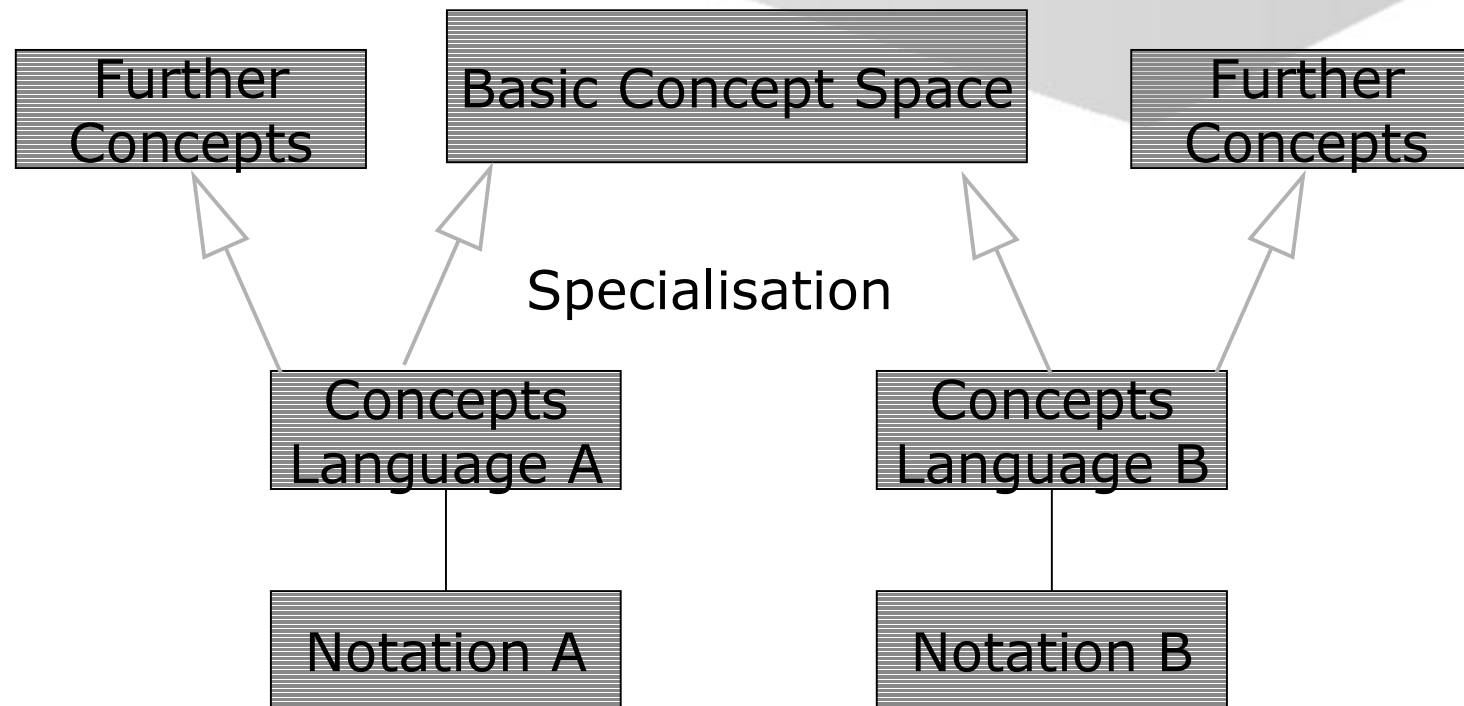 Further
Concepts
Basic Concept Space
Further
Concepts
Specialisation
Concepts
Language A
Concepts
Language B
Notation A
Notation B